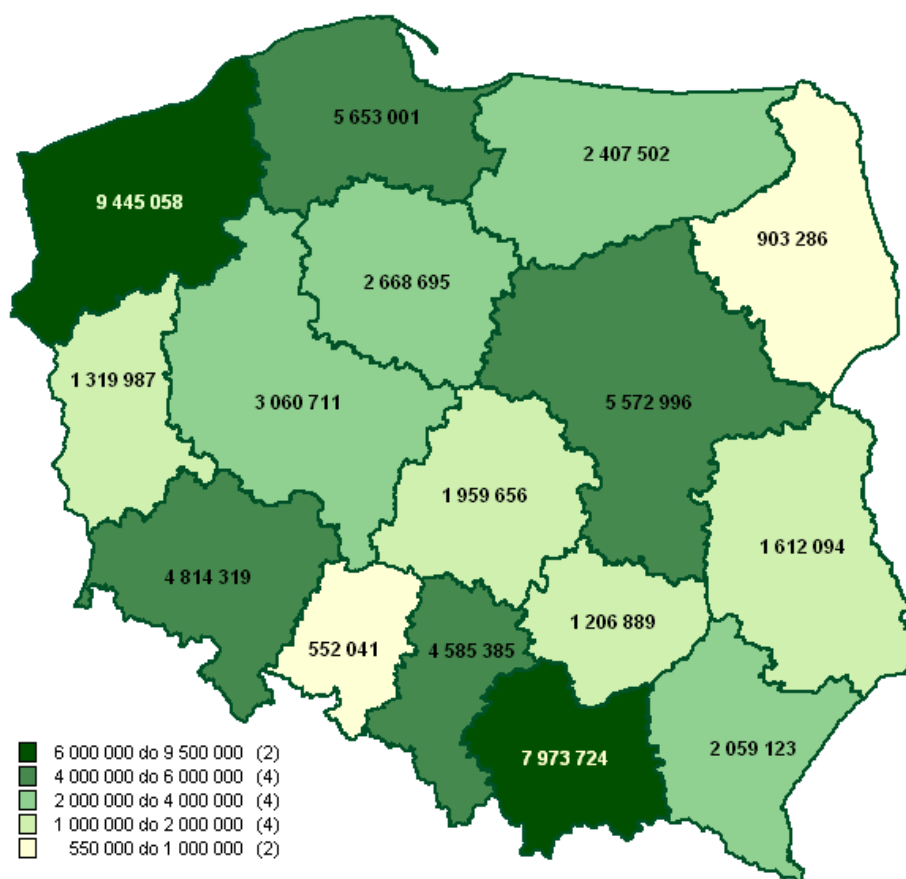 5 653 001
2 407 502
9 445 058
903 286
2 668 695
1 319 987
3 060 711
5 572 996
1 959 656
1 612 094
4 814 319
1 206 889
552 041
4 585 385
2 059 123
7 973 724
6 000 000 do 9 500 000 (2)
4 000 000 do 6 000 000 (4)
2 000 000 do 4 000 000 (4)
1 000 000 do 2 000 000 (4)
550 000 do 1 000 000 (2)